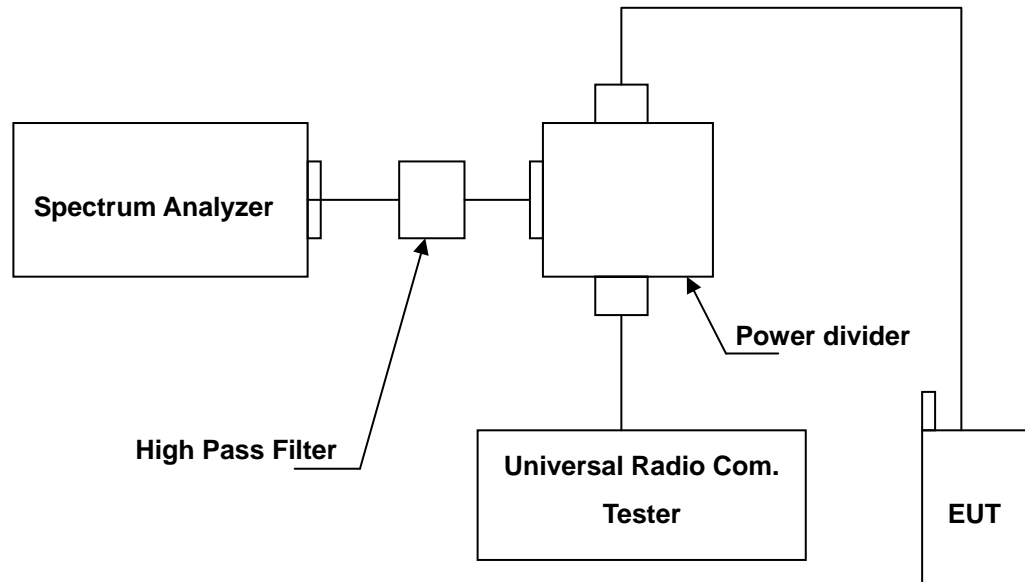 Spectrum Analyzer
Power divider
High Pass Filter
Universal Radio Com.
Tester
EUT